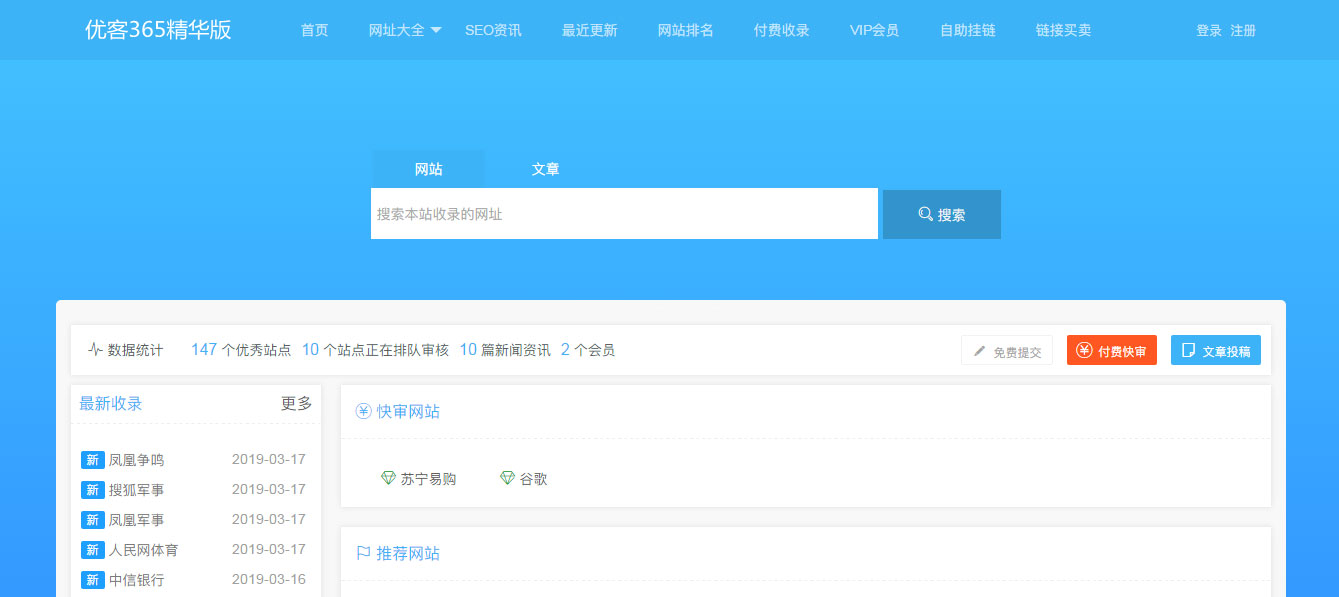 优客365精华版 首页 网址大全 SEO资讯 最近更新 网站排名 付费收录 VIP会员 自助挂链 链接买卖 登录 注册
网站 文章
搜索本站收录的网址 搜索
数据统计 147 个优秀站点 10 个站点正在排队审核 10 篇新闻资讯 2 个会员 免费提交 付费快审 文章投稿
最新收录 更多
新 凤凰争鸣 2019-03-17
新 搜狐军事 2019-03-17
新 凤凰军事 2019-03-17
新 人民网体育 2019-03-17
新 中信银行 2019-03-16
快审网站
苏宁易购 谷歌
推荐网站